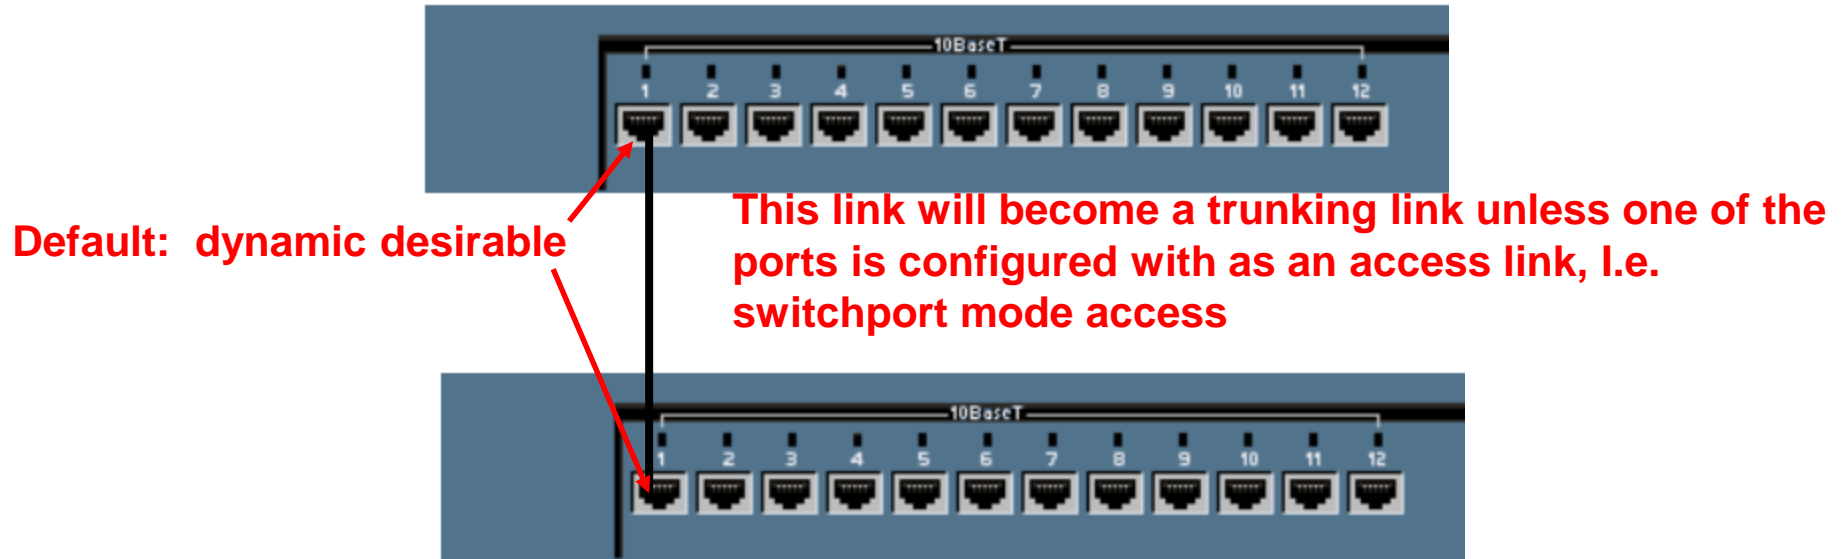 10BaseT
1 2 3 4 5 6 7 8 9 10 11 12
This link will become a trunking link unless one of the
Default: dynamic desirable
ports is configured with as an access link, I.e.
switchport mode access
10BaseT
1 2 3 4 5 6 7 8 9 10 11 12